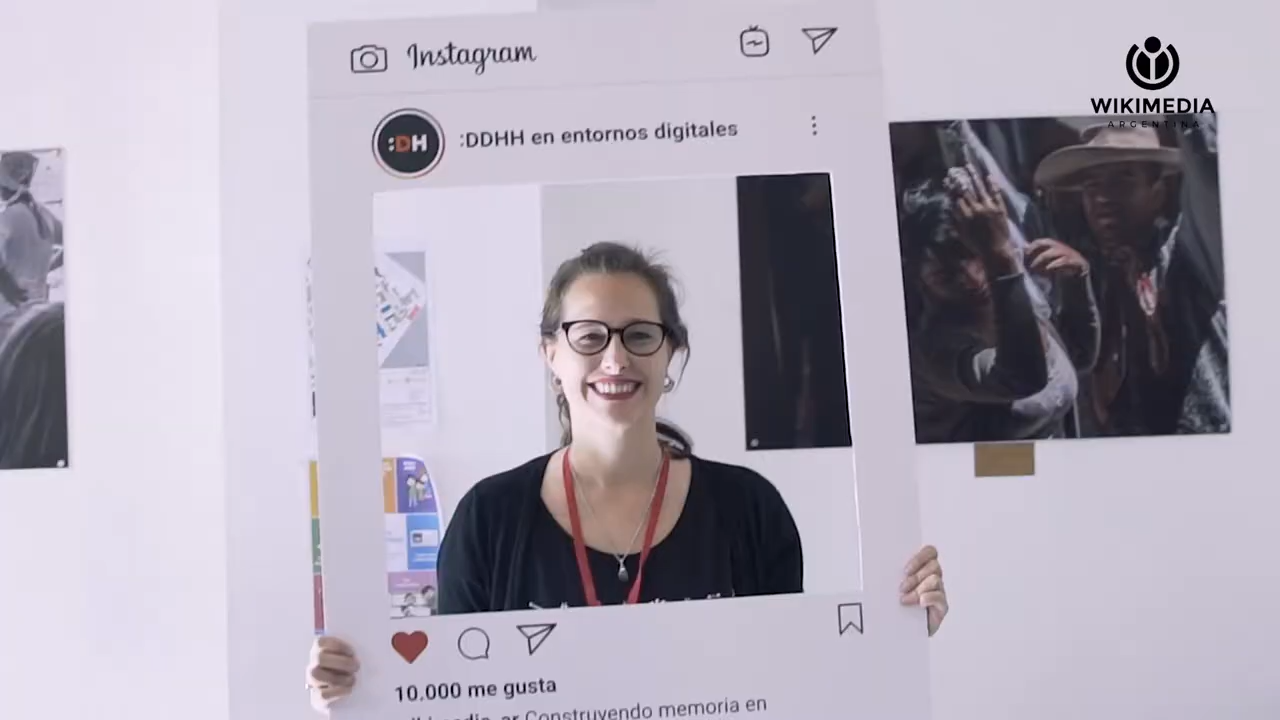 Instagram
WIKIMEDIA
ARGENTINA
:DH
:DDHH en entornos digitales
10.000 me gusta
Construyendo memoria en